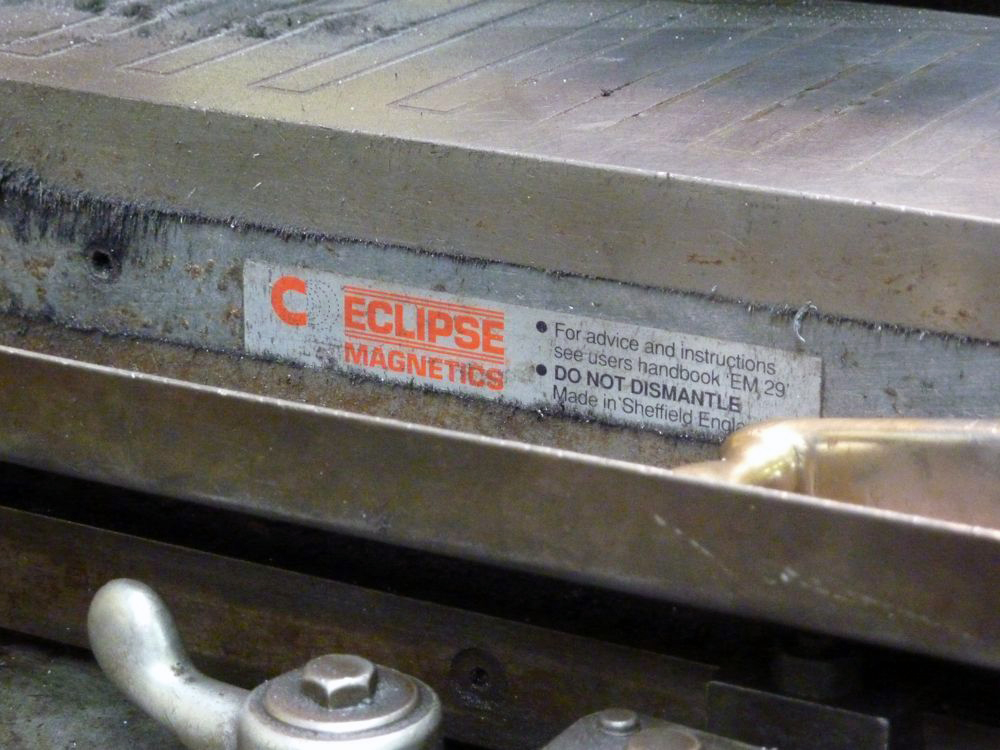 ECLIPSE
MAGNETICS
• For advice and instructions
see users handbook 'EM 29'
• DO NOT DISMANTLE
Made in Sheffield